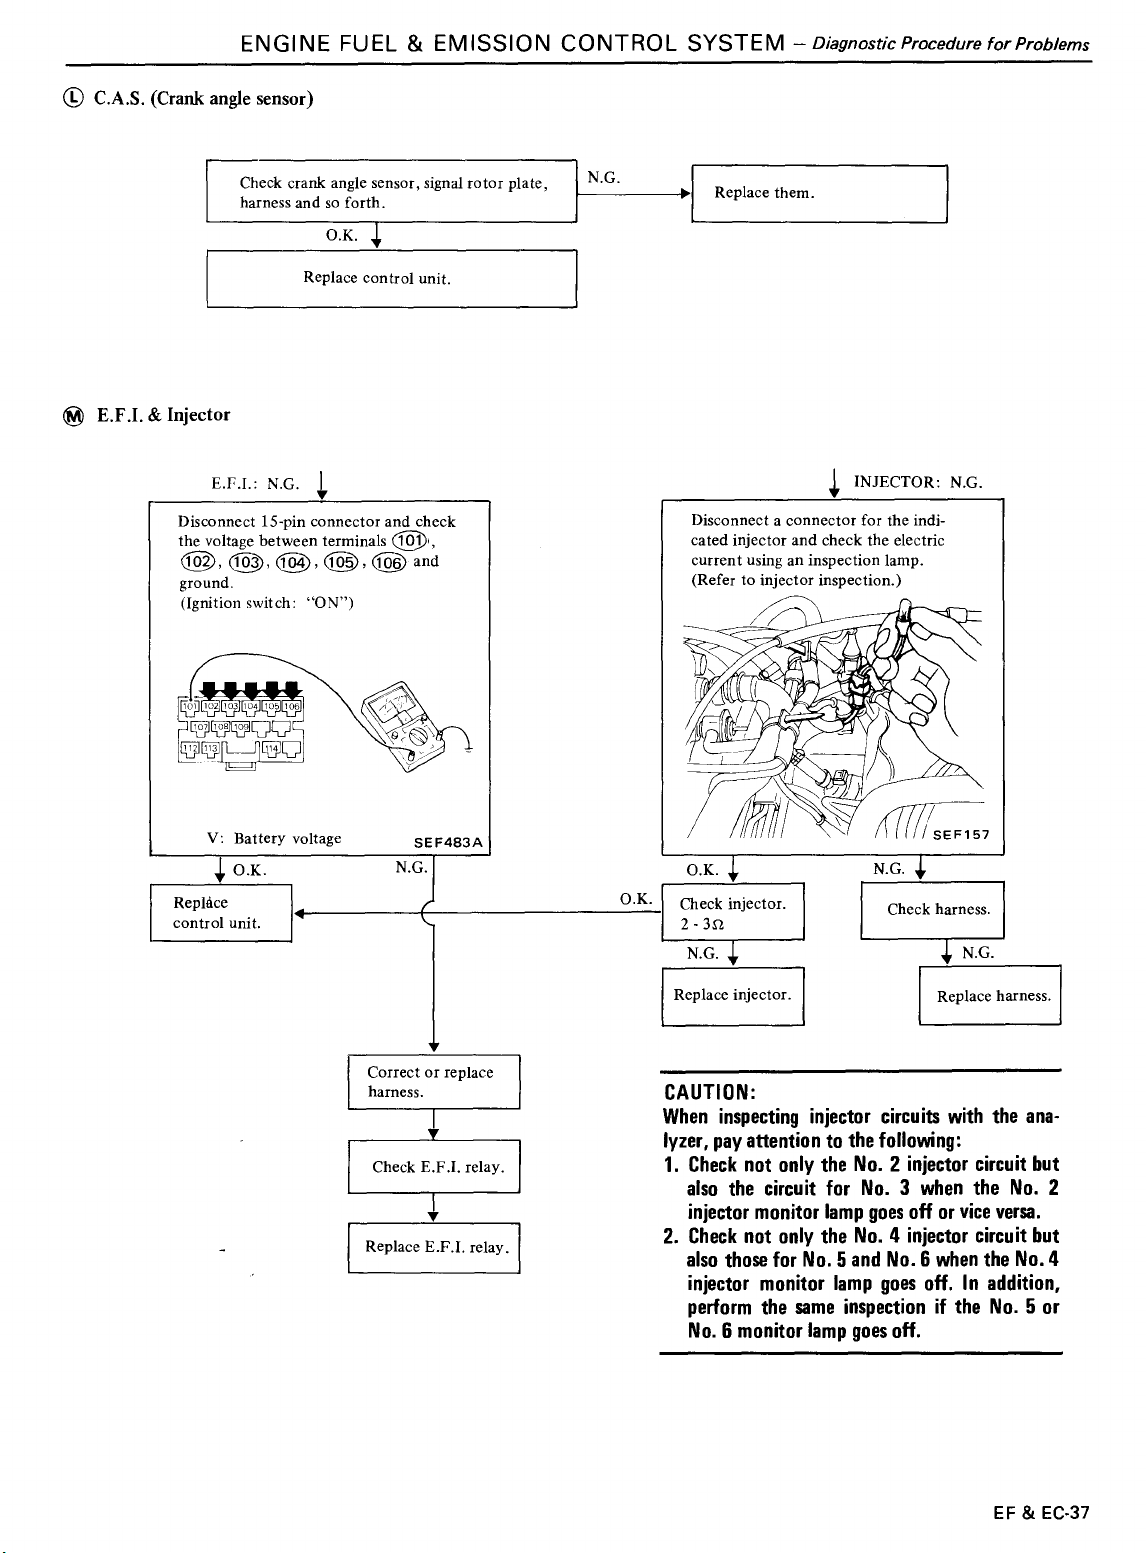 ENGINE FUEL & EMISSION CONTROL SYSTEM – Diagnostic Procedure for Problems
Ⓛ C.A.S. (Crank angle sensor)
Check crank angle sensor, signal rotor plate,
harness and so forth.
N.G.
Replace them.
O.K.
Replace control unit.
Ⓜ E.F.I. & Injector
E.F.I.: N.G.
Disconnect 15-pin connector and check
the voltage between terminals (101),
(102), (103), (104), (105), (106) and
ground.
(Ignition switch: "ON")
101 102 103 104 105 106
107 108 109
112 113 114
V: Battery voltage
SEF483A
O.K.
N.G.
Replace
control unit.
Correct or replace
harness.
Check E.F.I. relay.
Replace E.F.I. relay.
INJECTOR: N.G.
Disconnect a connector for the indi-
cated injector and check the electric
current using an inspection lamp.
(Refer to injector inspection.)
SEF157
O.K.
N.G.
O.K.
Check injector.
2 - 3Ω
Check harness.
N.G.
N.G.
Replace injector.
Replace harness.
CAUTION:
When inspecting injector circuits with the ana-
lyzer, pay attention to the following:
1. Check not only the No. 2 injector circuit but
also the circuit for No. 3 when the No. 2
injector monitor lamp goes off or vice versa.
2. Check not only the No. 4 injector circuit but
also those for No. 5 and No. 6 when the No. 4
injector monitor lamp goes off. In addition,
perform the same inspection if the No. 5 or
No. 6 monitor lamp goes off.
EF & EC-37